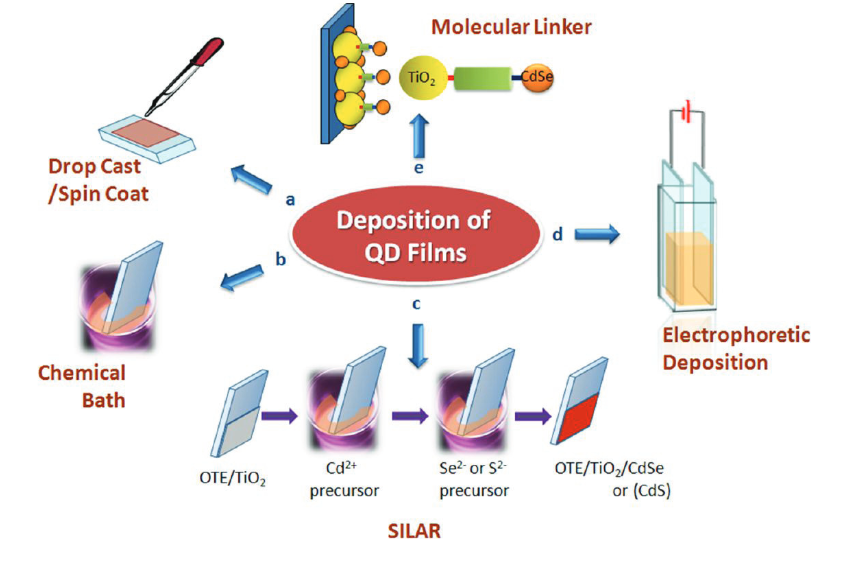 Molecular Linker
TiO₂
CdSe
Drop Cast
/Spin Coat
e
a
Deposition of
QD Films
d
b
c
Electrophoretic
Deposition
Chemical
Bath
OTE/TiO₂
Cd²⁺
precursor
Se²⁻ or S²⁻
precursor
OTE/TiO₂/CdSe
or (CdS)
SILAR